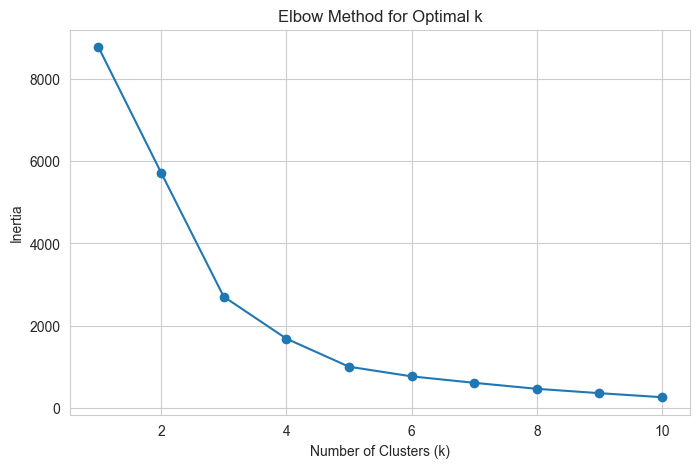 Elbow Method for Optimal k
Inertia
8000
6000
4000
2000
0
2 4 6 8 10
Number of Clusters (k)